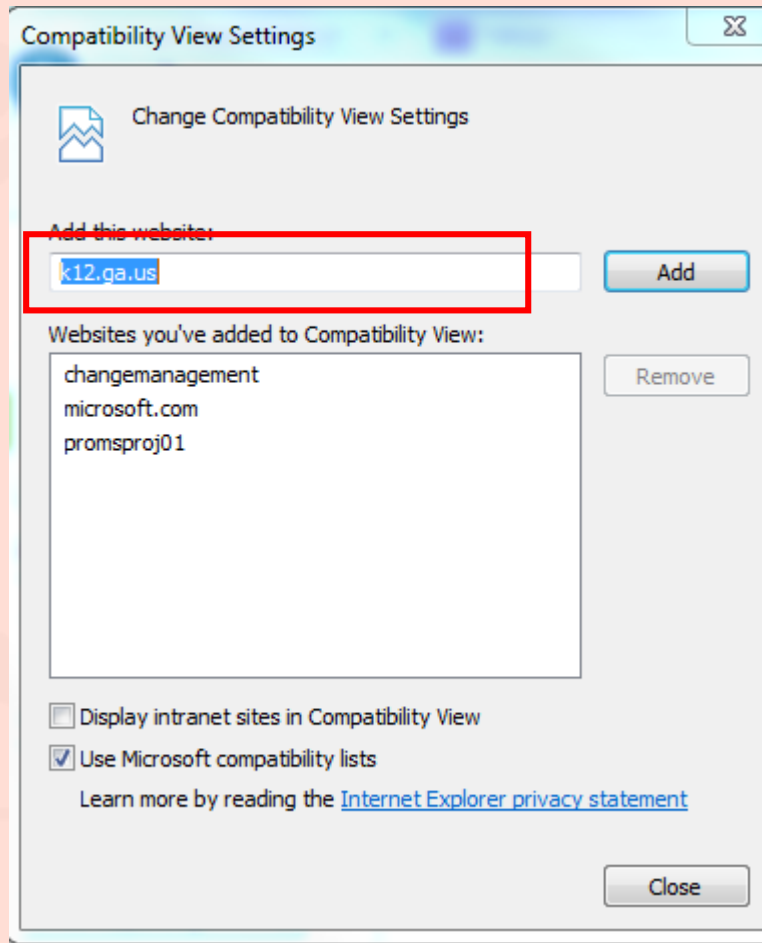 Compatibility View Settings
Change Compatibility View Settings
Add this website:
k12.ga.us
Add
Websites you've added to Compatibility View:
changemanagement
Remove
microsoft.com
promsproj01
Display intranet sites in Compatibility View
Use Microsoft compatibility lists
Learn more by reading the Internet Explorer privacy statement
Close